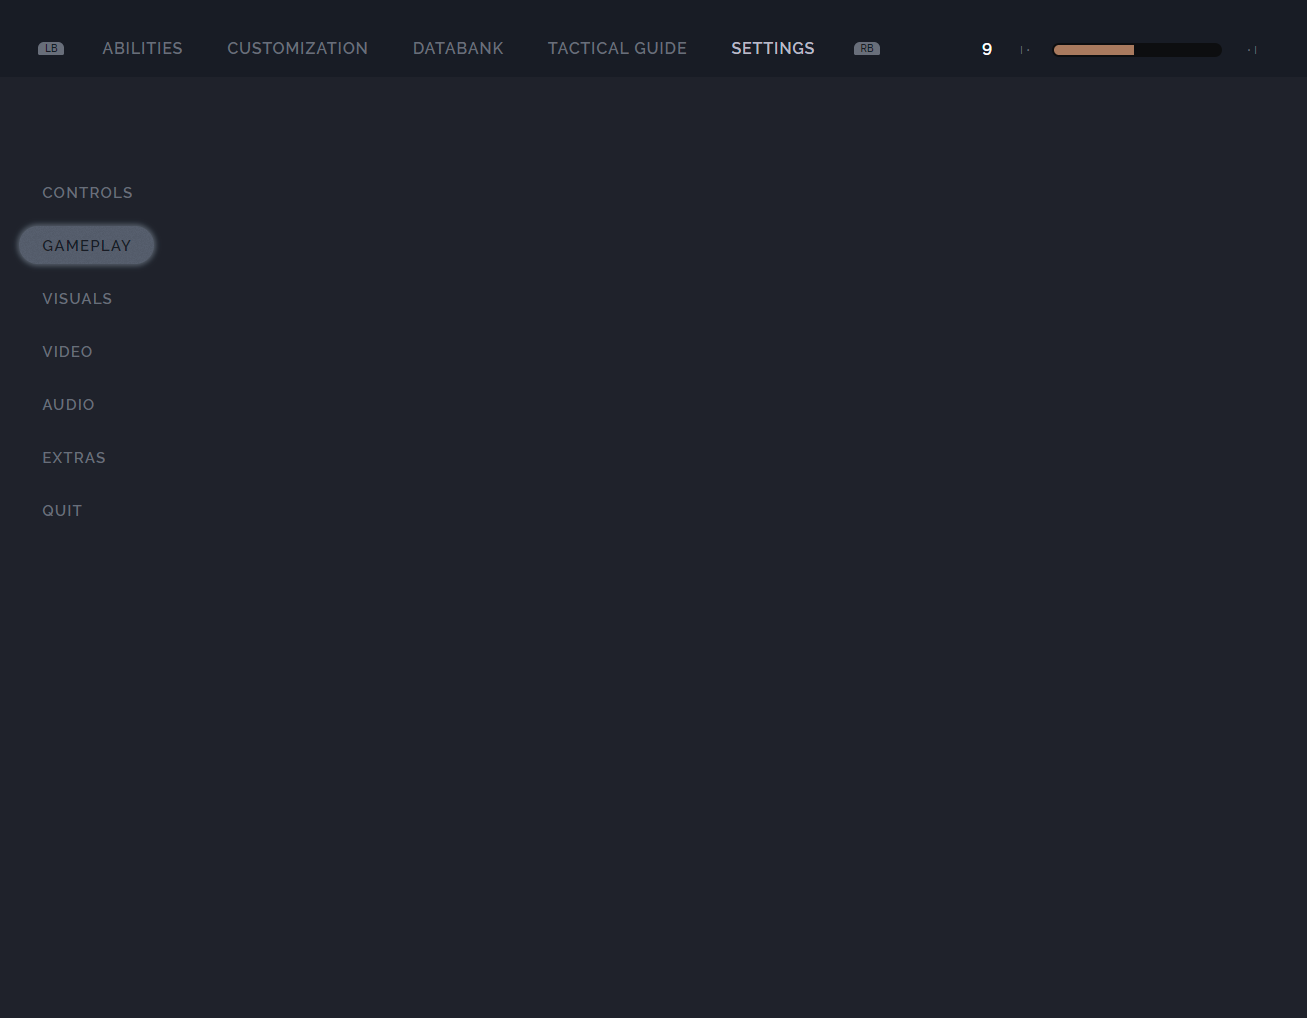 LB ABILITIES CUSTOMIZATION DATABANK TACTICAL GUIDE SETTINGS RB 9
CONTROLS
GAMEPLAY
VISUALS
VIDEO
AUDIO
EXTRAS
QUIT